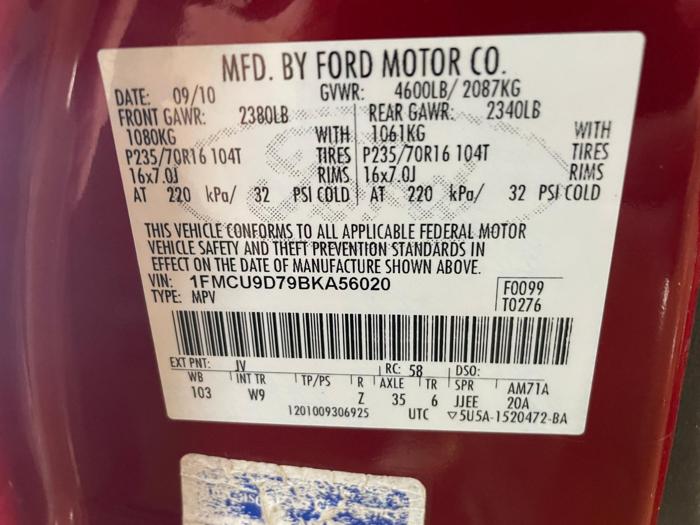 MFD. BY FORD MOTOR CO.
DATE: 09/10 GVWR: 4600LB/ 2087KG
FRONT GAWR: 2380LB REAR GAWR: 2340LB
1080KG WITH 1061KG WITH
P235/70R16 104T TIRES P235/70R16 104T TIRES
16x7.0J RIMS 16x7.0J RIMS
AT 220 kPa/ 32 PSI COLD AT 220 kPa/ 32 PSI COLD
THIS VEHICLE CONFORMS TO ALL APPLICABLE FEDERAL MOTOR
VEHICLE SAFETY AND THEFT PREVENTION STANDARDS IN
EFFECT ON THE DATE OF MANUFACTURE SHOWN ABOVE.
VIN: 1FMCU9D79BKA56020 F0099
TYPE: MPV T0276
EXT PNT: JV RC: 58 DSO:
WB INT TR TP/PS R AXLE TR SPR AM71A
103 W9 Z 35 6 JJEE 20A
1201009306925 UTC ▽5U5A-1520472-BA